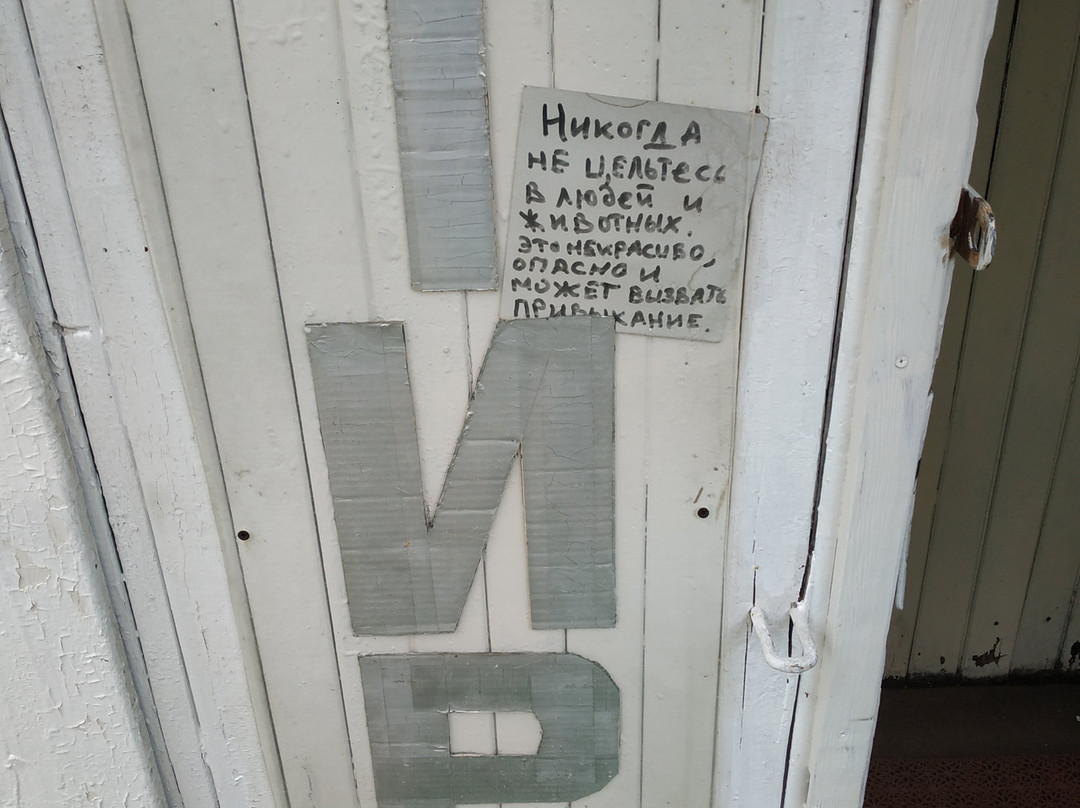 Т
И
Р
НИКОГДА
НЕ ЦЕЛЬТЕСЬ
В ЛЮДЕЙ И
ЖИВОТНЫХ.
ЭТО НЕКРАСИВО,
ОПАСНО И
МОЖЕТ ВЫЗВАТЬ
ПРИВЫКАНИЕ.